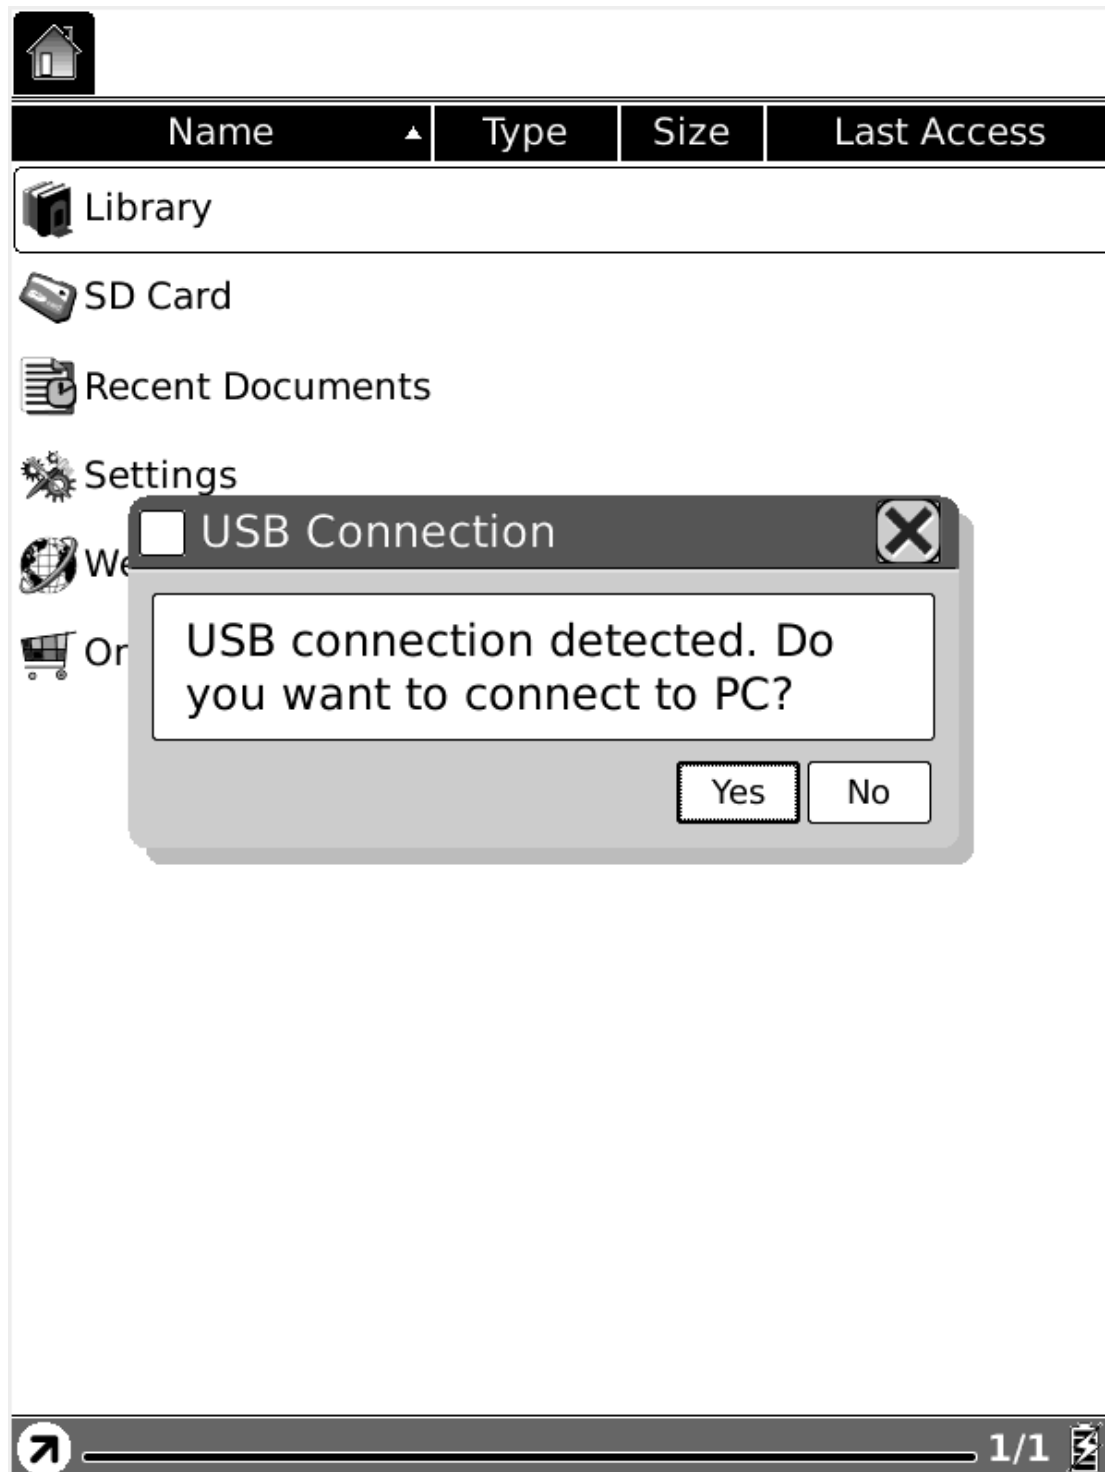 Name Type Size Last Access
Library
SD Card
Recent Documents
Settings
USB Connection
USB connection detected. Do
you want to connect to PC?
Yes No
1/1